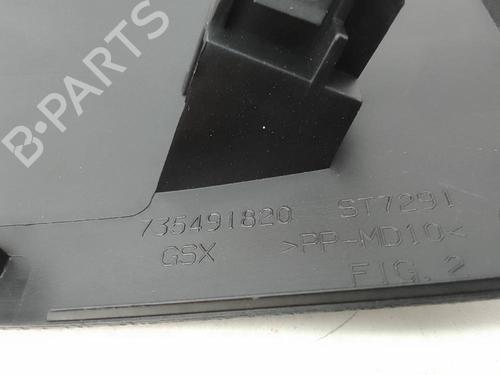 B-PARTS
735491820 ST7291
GSX >PP-MD10<
FIG. 2